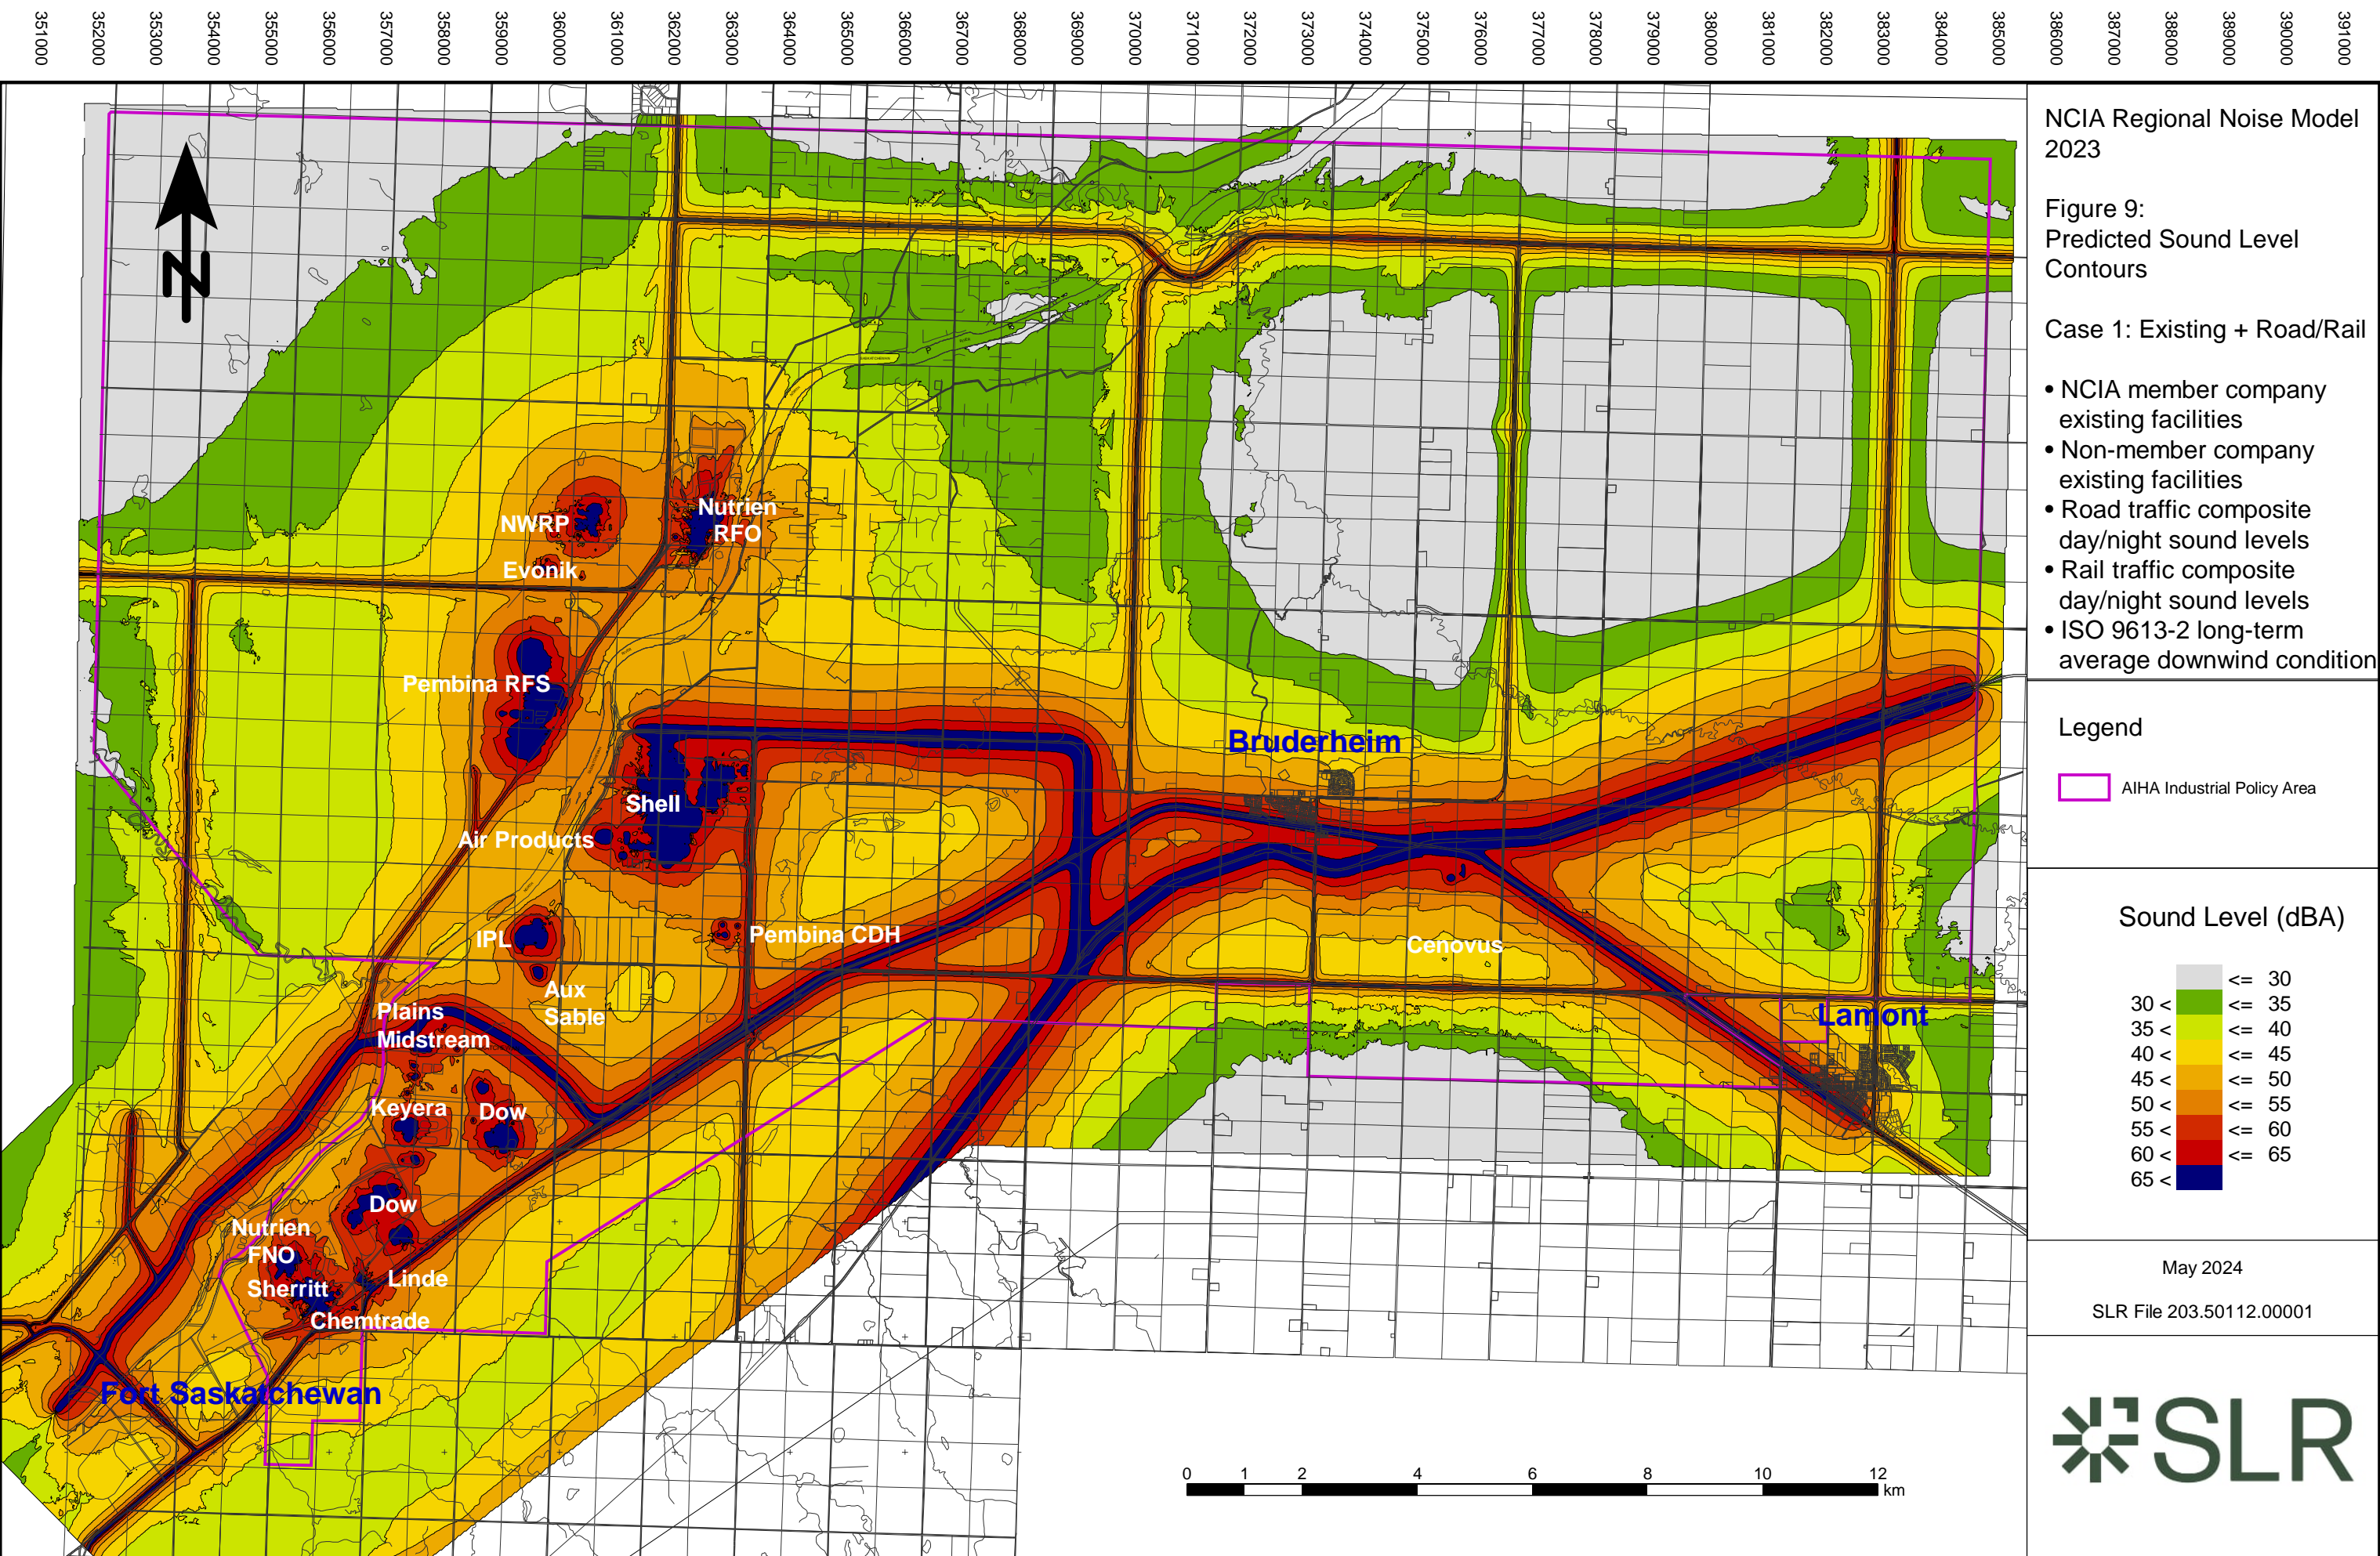 351000 352000 353000 354000 355000 357000 358000 359000 360000 361000 362000 363000 364000 365000 366000 367000 368000 369000 370000 371000 372000 373000 374000 375000 376000 377000 378000 379000 380000 381000 382000 383000 384000 385000 386000 387000 388000 389000 390000 391000
NCIA Regional Noise Model
2023
Figure 9:
Predicted Sound Level
Contours
Case 1: Existing + Road/Rail
• NCIA member company
existing facilities
• Non-member company
existing facilities
• Road traffic composite
day/night sound levels
• Rail traffic composite
day/night sound levels
• ISO 9613-2 long-term
average downwind condition
Legend
AIHA Industrial Policy Area
Sound Level (dBA)
<= 30
30 < <= 35
35 < <= 40
40 < <= 45
45 < <= 50
50 < <= 55
55 < <= 60
60 < <= 65
65 <
May 2024
SLR File 203.50112.00001
SLR
N
NWRP
Nutrien
RFO
Evonik
Pembina RFS
Bruderheim
Shell
Air Products
IPL
Pembina CDH
Cenovus
Aux
Sable
Plains
Midstream
Lamont
Keyera
Dow
Dow
Nutrien
FNO
Sherritt
Linde
Chemtrade
Fort Saskatchewan
0 1 2 4 6 8 10 12
km